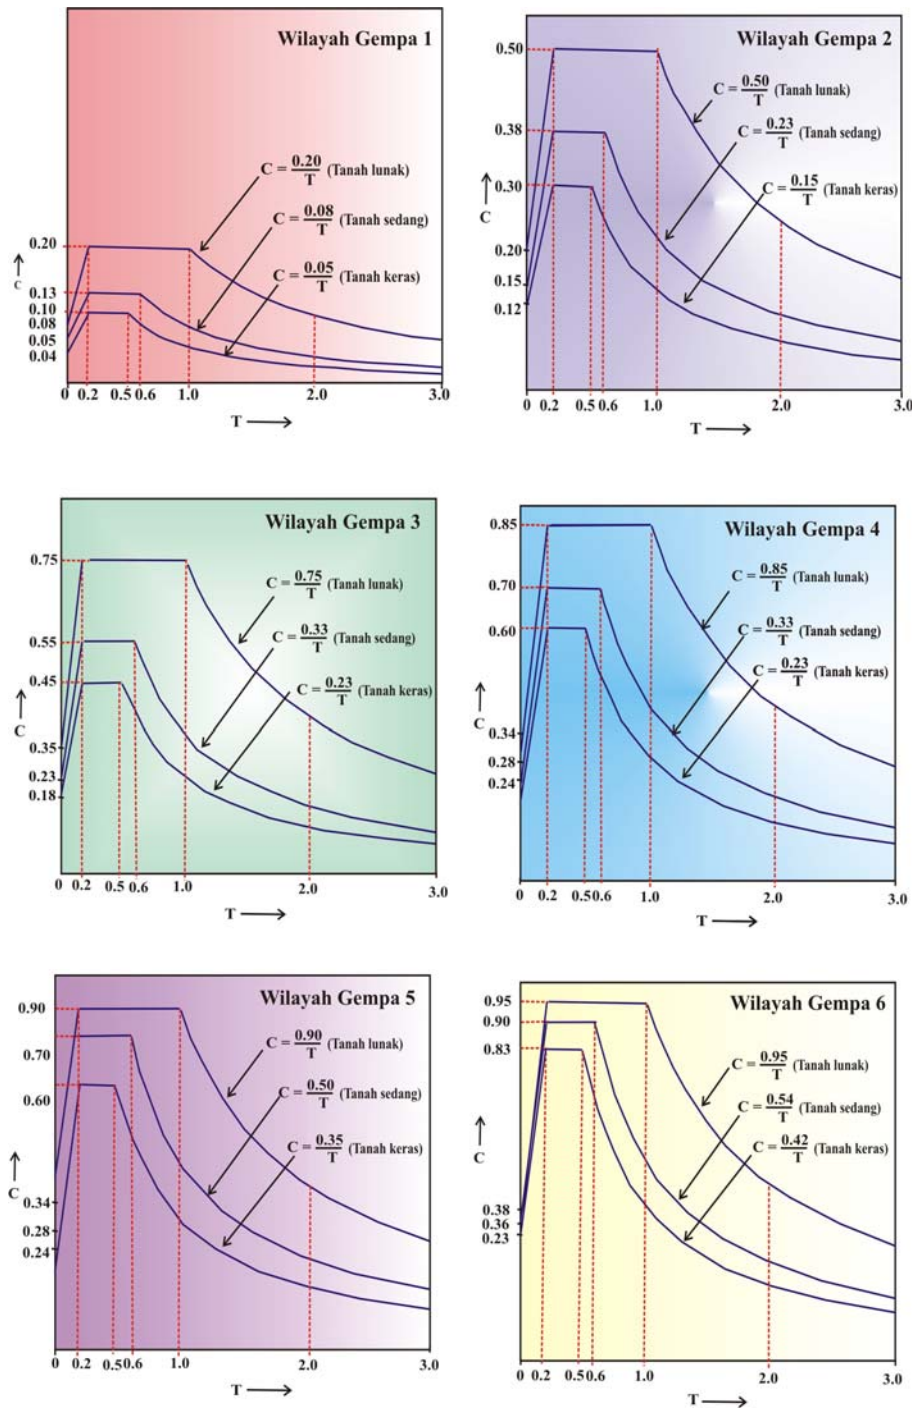 Wilayah Gempa 1
C = 0.20/T (Tanah lunak)
C = 0.08/T (Tanah sedang)
C = 0.05/T (Tanah keras)
0.20
C
0.13
0.10
0.08
0.05
0.04
0 0.2 0.5 0.6 1.0 2.0 3.0
T
Wilayah Gempa 2
0.50
C = 0.50/T (Tanah lunak)
0.38
C = 0.23/T (Tanah sedang)
0.30
C = 0.15/T (Tanah keras)
C
0.20
0.15
0.12
0 0.2 0.5 0.6 1.0 2.0 3.0
T
Wilayah Gempa 3
0.75
C = 0.75/T (Tanah lunak)
0.55
C = 0.33/T (Tanah sedang)
0.45
C = 0.23/T (Tanah keras)
C
0.35
0.23
0.18
0 0.2 0.5 0.6 1.0 2.0 3.0
T
Wilayah Gempa 4
0.85
C = 0.85/T (Tanah lunak)
0.70
C = 0.33/T (Tanah sedang)
0.60
C = 0.23/T (Tanah keras)
C
0.34
0.28
0.24
0 0.2 0.5 0.6 1.0 2.0 3.0
T
Wilayah Gempa 5
0.90
C = 0.90/T (Tanah lunak)
0.70
C = 0.50/T (Tanah sedang)
0.60
C = 0.35/T (Tanah keras)
C
0.34
0.28
0.24
0 0.2 0.5 0.6 1.0 2.0 3.0
T
Wilayah Gempa 6
0.95
0.90
0.83
C = 0.95/T (Tanah lunak)
C = 0.54/T (Tanah sedang)
C = 0.42/T (Tanah keras)
C
0.38
0.36
0.23
0 0.2 0.5 0.6 1.0 2.0 3.0
T